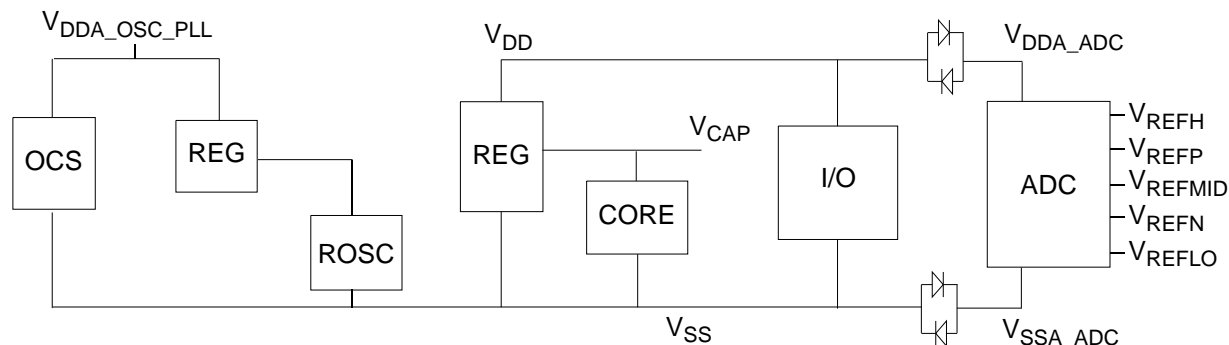 VDDA_OSC_PLL
VDD
VDDA_ADC
OCS
REG
REG
VCAP
I/O
ADC
VREFH
VREFP
VREFMID
VREFN
VREFLO
CORE
ROSC
VSS
VSSA_ADC